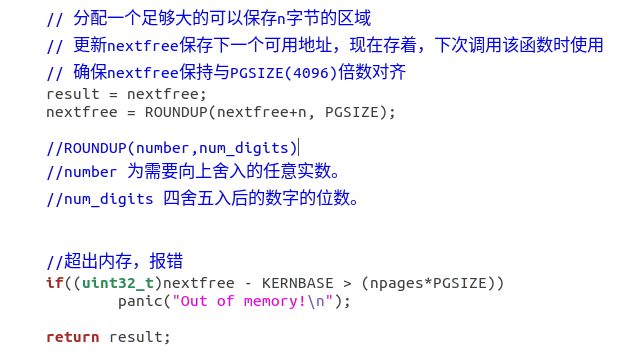 // 分配一个足够大的可以保存n字节的区域
// 更新nextfree保存下一个可用地址，现在存着，下次调用该函数时使用
// 确保nextfree保持与PGSIZE(4096)倍数对齐
result = nextfree;
nextfree = ROUNDUP(nextfree+n, PGSIZE);
//ROUNDUP(number,num_digits)
//number 为需要向上舍入的任意实数。
//num_digits 四舍五入后的数字的位数。
//超出内存，报错
if((uint32_t)nextfree - KERNBASE > (npages*PGSIZE))
panic("Out of memory!\n");
return result;